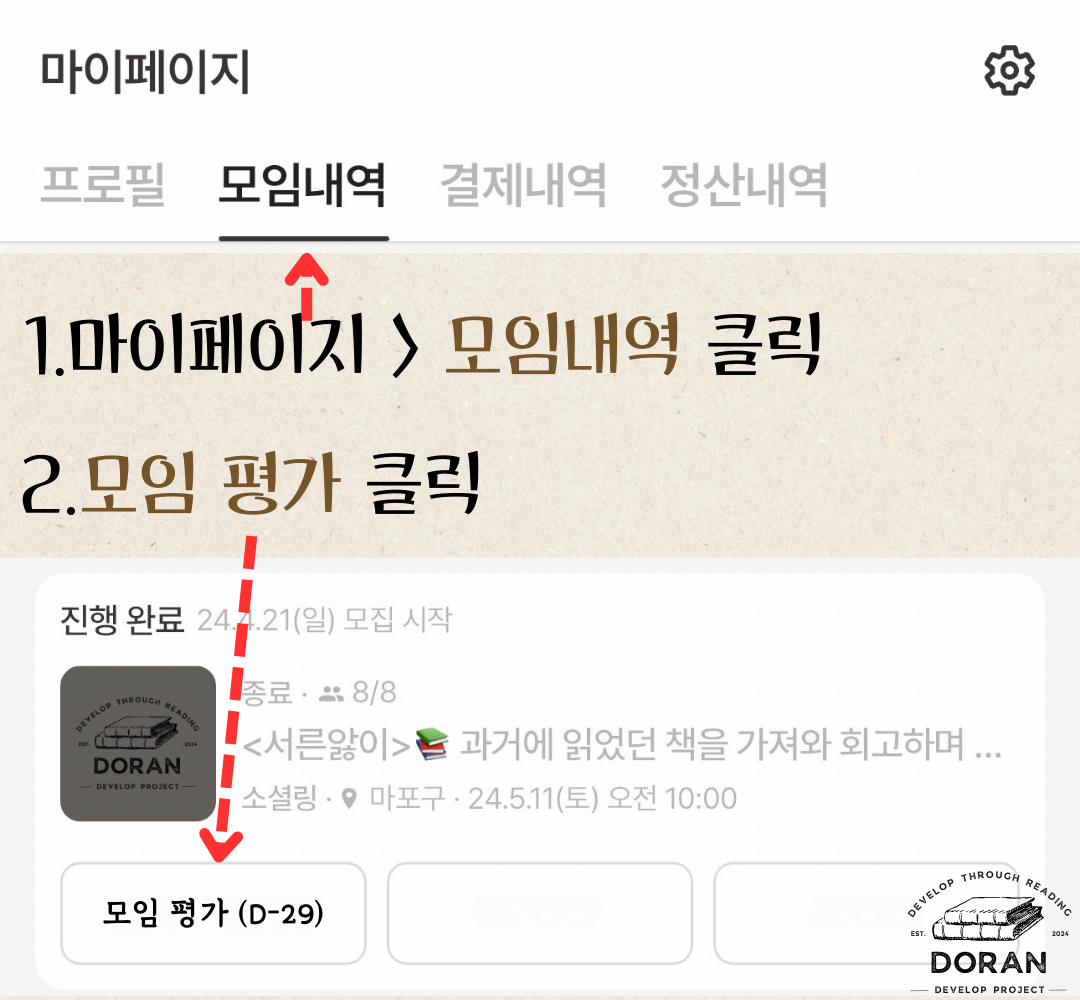 마이페이지
프로필 모임내역 결제내역 정산내역
1.마이페이지 > 모임내역 클릭
2.모임 평가 클릭
진행 완료 24.4.21(일) 모집 시작
종료 · 8/8
<서른앓이>📚 과거에 읽었던 책을 가져와 회고하며 ...
소셜링 · 마포구 · 24.5.11(토) 오전 10:00
DEVELOP THROUGH READING
EST. 2024
DORAN
DEVELOP PROJECT
모임 평가 (D-29)
DEVELOP THROUGH READING
EST. 2024
DORAN
DEVELOP PROJECT